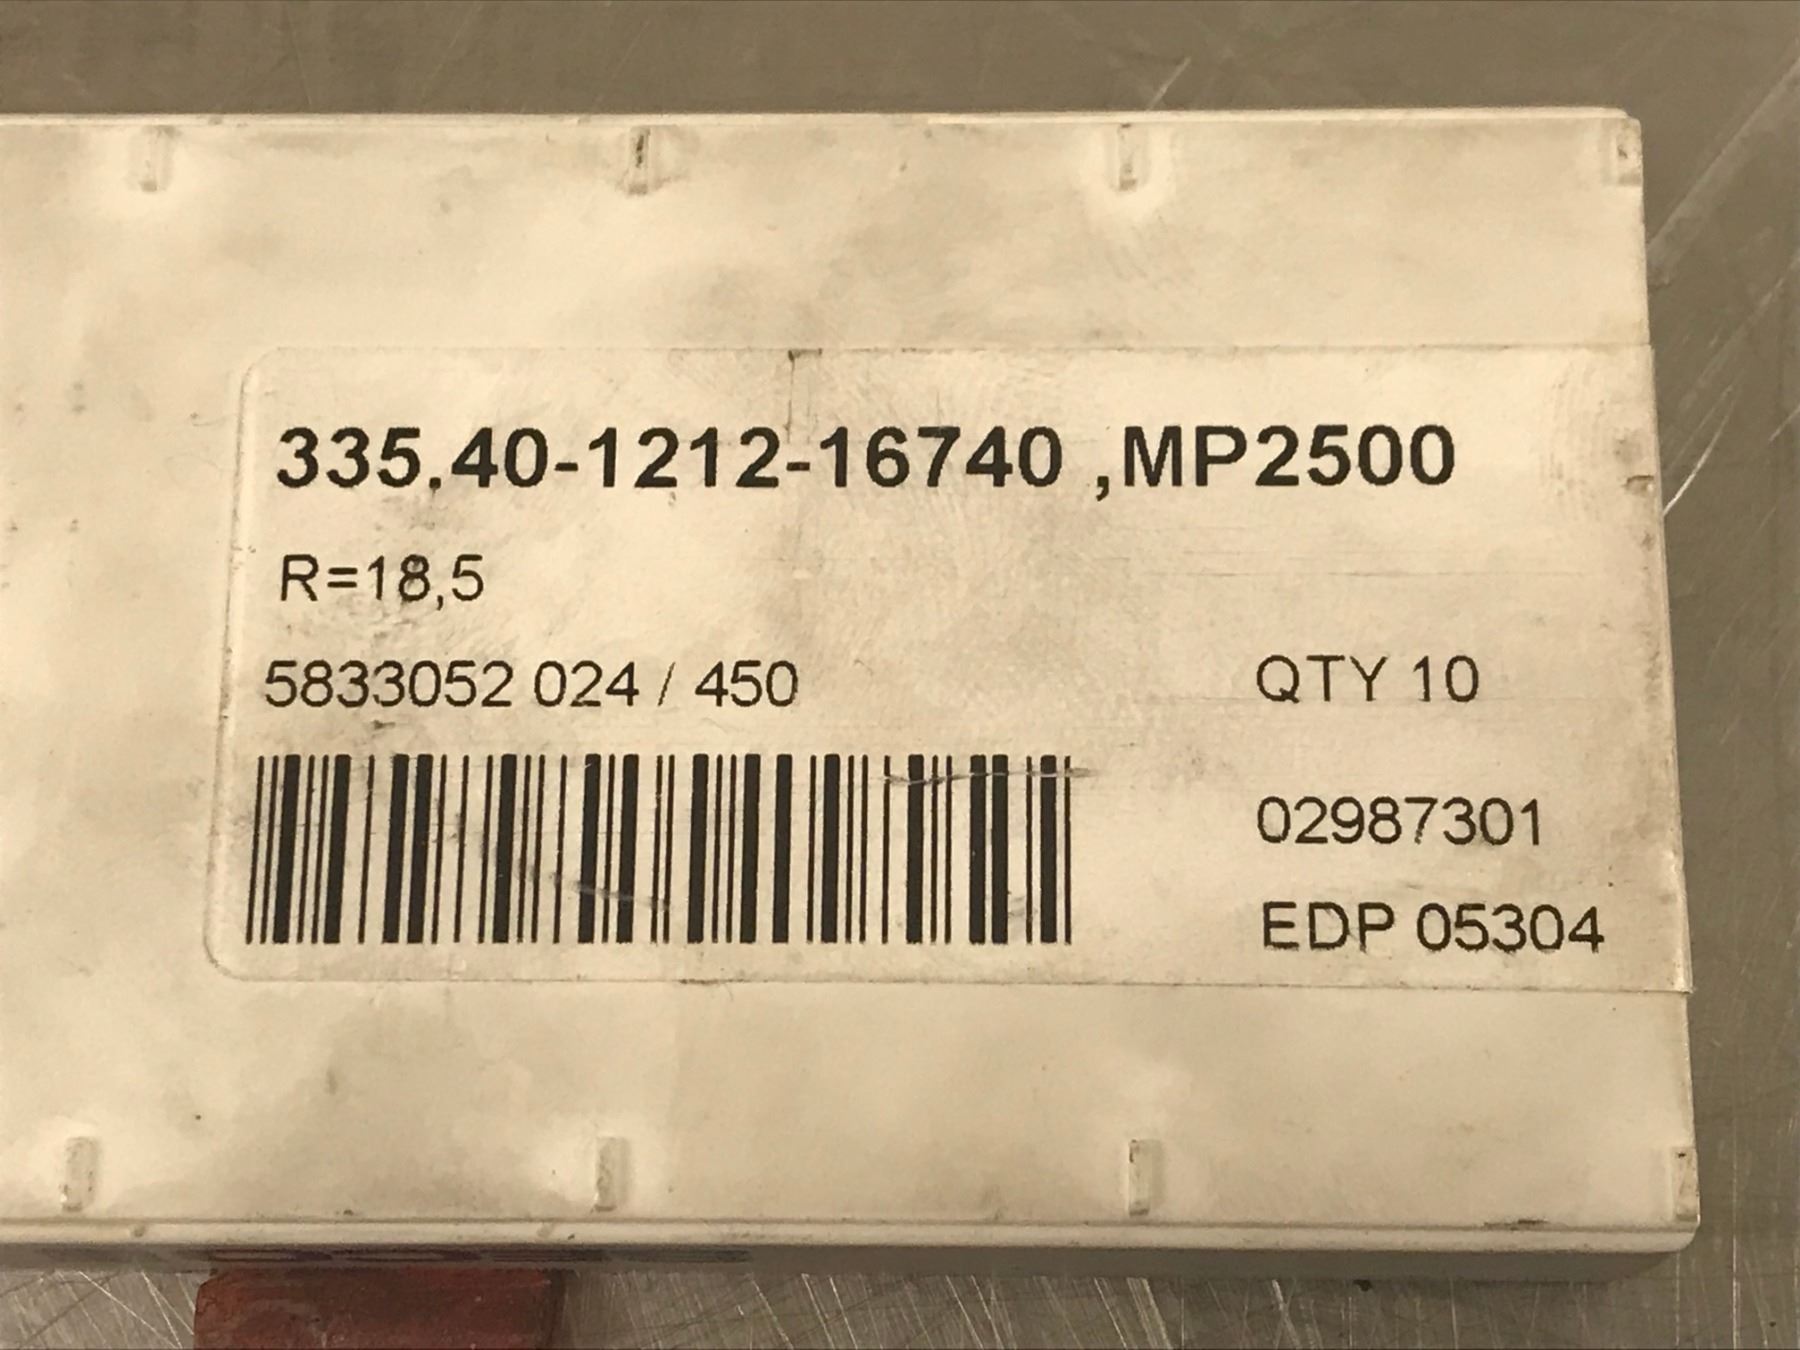 335.40-1212-16740 ,MP2500
R=18,5
5833052 024 / 450
QTY 10
02987301
EDP 05304